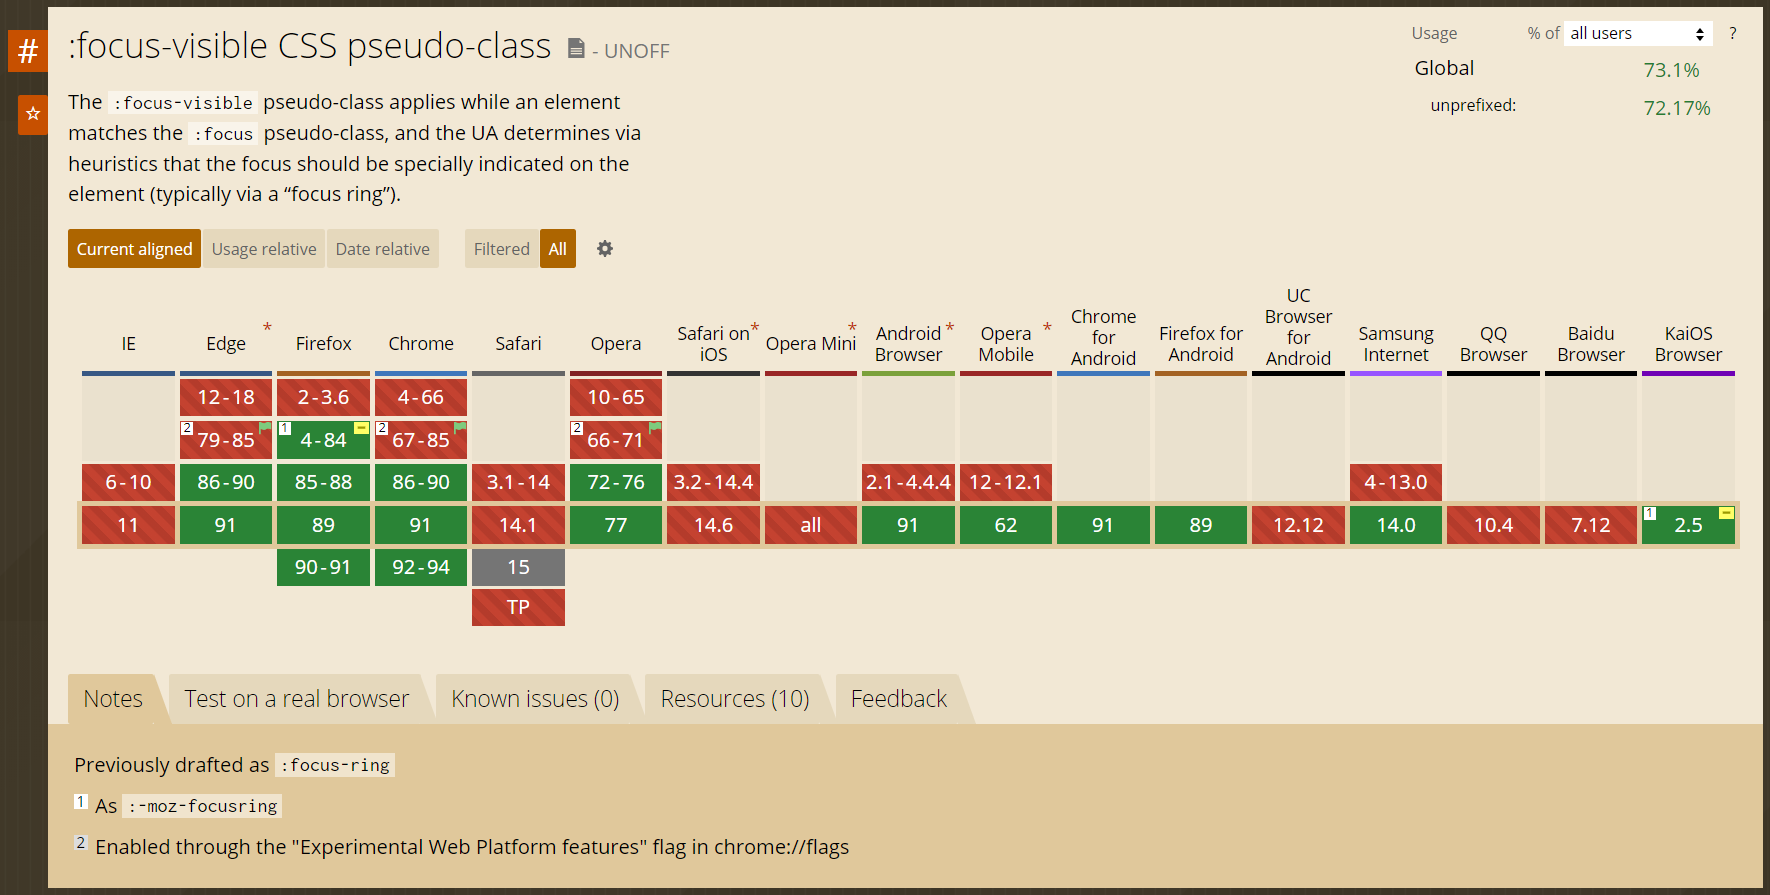 #
:focus-visible CSS pseudo-class - UNOFF
Usage % of all users ?
Global 73.1%
unprefixed: 72.17%
The :focus-visible pseudo-class applies while an element
matches the :focus pseudo-class, and the UA determines via
heuristics that the focus should be specially indicated on the
element (typically via a “focus ring”).
Current aligned Usage relative Date relative Filtered All
IE Edge * Firefox Chrome Safari Opera Safari on iOS * Opera Mini * Android Browser * Opera Mobile * Chrome for Android Firefox for Android UC Browser for Android Samsung Internet QQ Browser Baidu Browser KaiOS Browser
12-18 2-3.6 4-66 10-65
2 79-85 1 4-84 2 67-85 2 66-71
6-10 86-90 85-88 86-90 3.1-14 72-76 3.2-14.4 2.1-4.4.4 12-12.1 4-13.0
11 91 89 91 14.1 77 14.6 all 91 62 91 89 12.12 14.0 10.4 7.12 1 2.5
90-91 92-94 15
TP
Notes Test on a real browser Known issues (0) Resources (10) Feedback
Previously drafted as :focus-ring
1 As :-moz-focusring
2 Enabled through the "Experimental Web Platform features" flag in chrome://flags